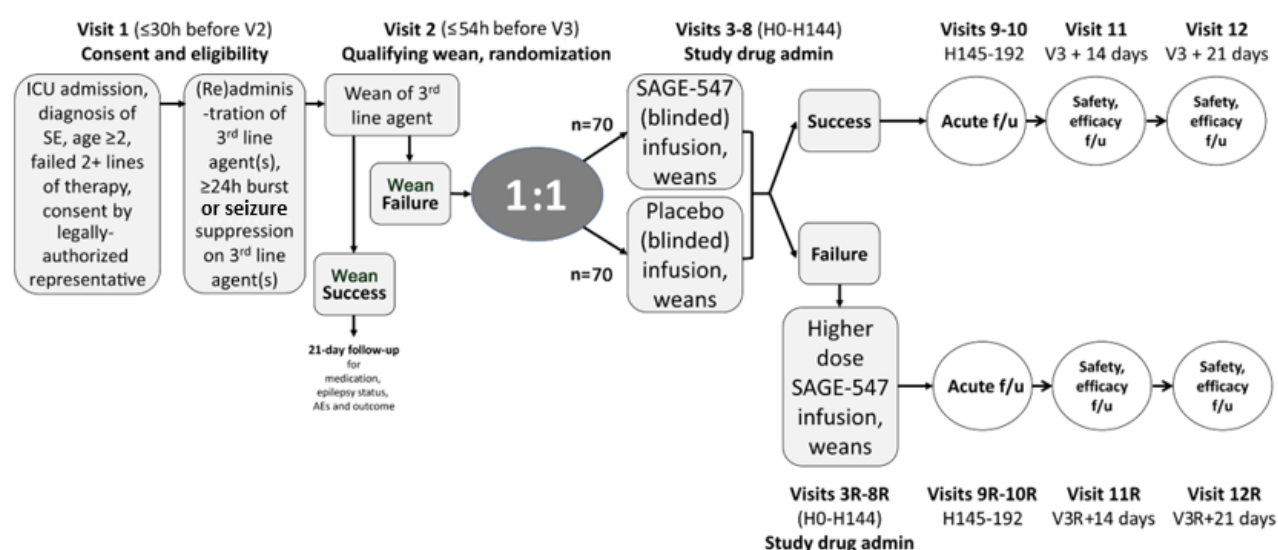 Visit 1 (≤30h before V2)
Consent and eligibility
Visit 2 (≤54h before V3)
Qualifying wean, randomization
Visits 3-8 (H0-H144)
Study drug admin
Visits 9-10
H145-192
Visit 11
V3 + 14 days
Visit 12
V3 + 21 days
ICU admission,
diagnosis of
SE, age ≥2,
failed 2+ lines
of therapy,
consent by
legally-
authorized
representative
(Re)adminis
-tration of
3rd line
agent(s),
≥24h burst
or seizure
suppression
on 3rd line
agent(s)
Wean of 3rd
line agent
Wean
Failure
Wean
Success
21-day follow-up
for
medication,
epilepsy status,
AEs and outcome
1:1
n=70
n=70
SAGE-547
(blinded)
infusion,
weans
Placebo
(blinded)
infusion,
weans
Success
Failure
Acute f/u
Safety,
efficacy
f/u
Safety,
efficacy
f/u
Higher
dose
SAGE-547
infusion,
weans
Acute f/u
Safety,
efficacy
f/u
Safety,
efficacy
f/u
Visits 3R-8R
(H0-H144)
Study drug admin
Visits 9R-10R
H145-192
Visit 11R
V3R+14 days
Visit 12R
V3R+21 days